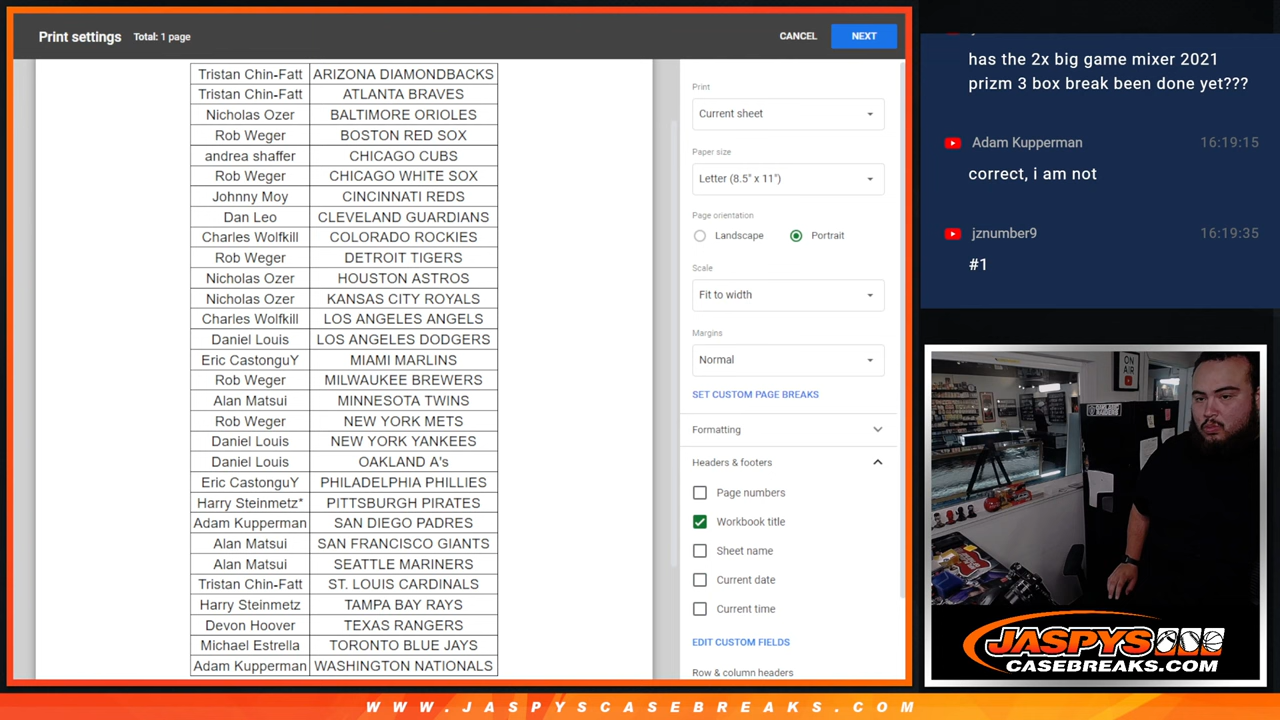 Print settings Total: 1 page CANCEL NEXT
Tristan Chin-Fatt ARIZONA DIAMONDBACKS
Tristan Chin-Fatt ATLANTA BRAVES
Nicholas Ozer BALTIMORE ORIOLES
Rob Weger BOSTON RED SOX
andrea shaffer CHICAGO CUBS
Rob Weger CHICAGO WHITE SOX
Johnny Moy CINCINNATI REDS
Dan Leo CLEVELAND GUARDIANS
Charles Wolfkill COLORADO ROCKIES
Rob Weger DETROIT TIGERS
Nicholas Ozer HOUSTON ASTROS
Nicholas Ozer KANSAS CITY ROYALS
Charles Wolfkill LOS ANGELES ANGELS
Daniel Louis LOS ANGELES DODGERS
Eric CastonguY MIAMI MARLINS
Rob Weger MILWAUKEE BREWERS
Alan Matsui MINNESOTA TWINS
Rob Weger NEW YORK METS
Daniel Louis NEW YORK YANKEES
Daniel Louis OAKLAND A's
Eric CastonguY PHILADELPHIA PHILLIES
Harry Steinmetz* PITTSBURGH PIRATES
Adam Kupperman SAN DIEGO PADRES
Alan Matsui SAN FRANCISCO GIANTS
Alan Matsui SEATTLE MARINERS
Tristan Chin-Fatt ST. LOUIS CARDINALS
Harry Steinmetz TAMPA BAY RAYS
Devon Hoover TEXAS RANGERS
Michael Estrella TORONTO BLUE JAYS
Adam Kupperman WASHINGTON NATIONALS
Print
Current sheet
Paper size
Letter (8.5" x 11")
Page orientation
Landscape Portrait
Scale
Fit to width
Margins
Normal
SET CUSTOM PAGE BREAKS
Formatting
Headers & footers
Page numbers
Workbook title
Sheet name
Current date
Current time
EDIT CUSTOM FIELDS
Row & column headers
has the 2x big game mixer 2021
prizm 3 box break been done yet???
Adam Kupperman 16:19:15
correct, i am not
jznumber9 16:19:35
#1
ON
AIR
JASPYS
CASEBREAKS.COM
WWW.JASPYSCASEBREAKS.COM